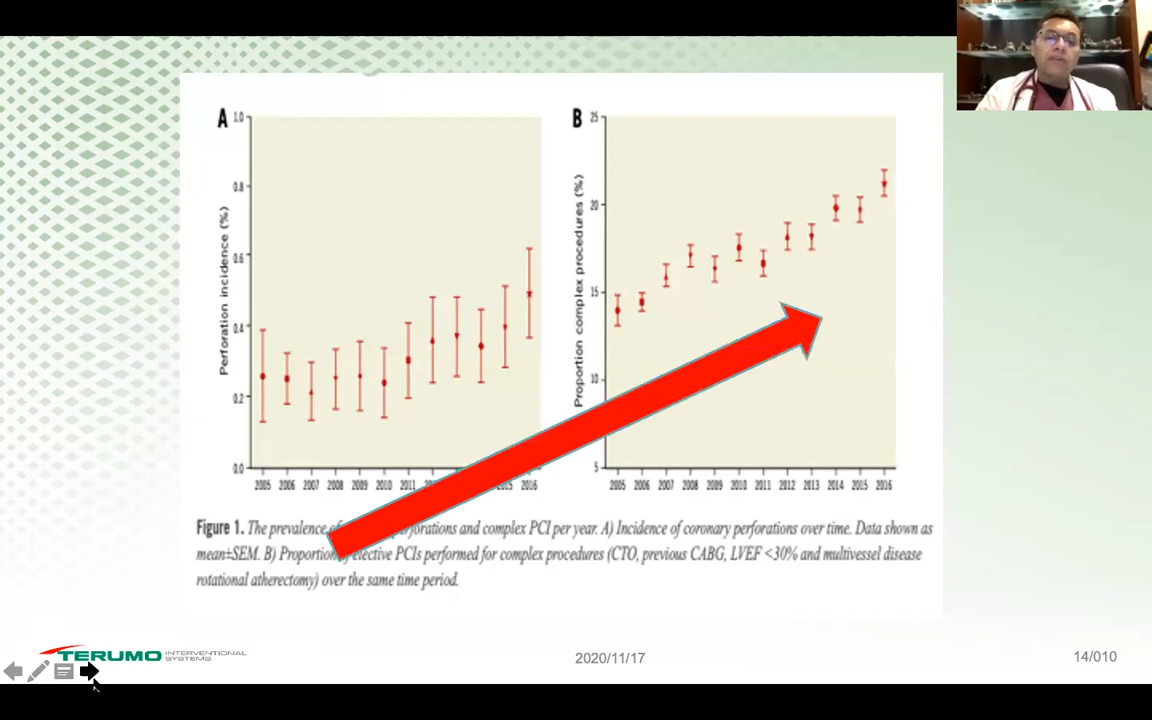 A
1.0
0.8
0.6
0.4
0.2
0.0
Perforation incidence (%)
2005 2006 2007 2008 2009 2010 2011 2016
B
25
20
15
10
5
Proportion complex procedures (%)
2005 2006 2007 2008 2009 2010 2011 2012 2013 2014 2015 2016
Figure 1. The prevalence and complex PCI per year. A) Incidence of coronary perforations over time. Data shown as
mean±SEM. B) Proportion elective PCIs performed for complex procedures (CTO, previous CABG, LVEF <30% and multivessel disease
rotational atherectomy) over the same time period.
TERUMO INTERVENTIONAL
SYSTEMS
2020/11/17
14/010